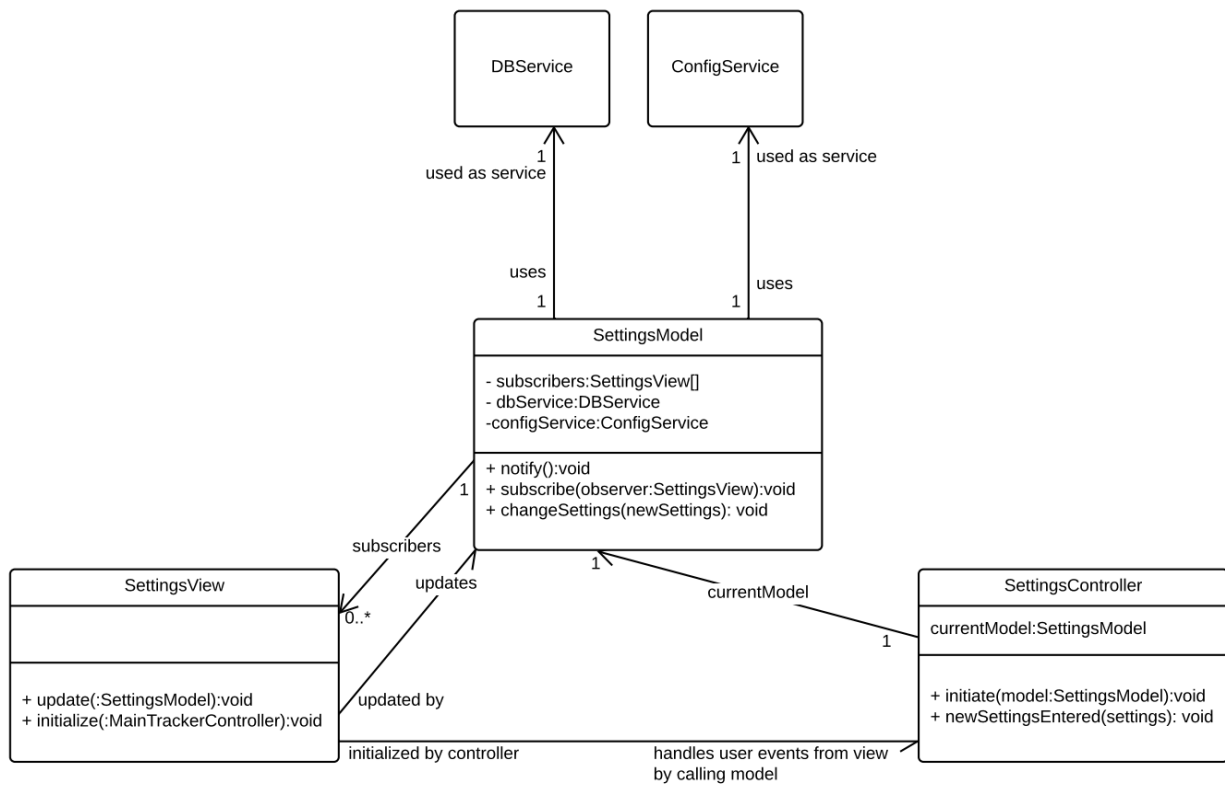 DBService
ConfigService
1
used as service
1
used as service
uses
1
uses
1
SettingsModel
- subscribers:SettingsView[]
- dbService:DBService
-configService:ConfigService
+ notify():void
+ subscribe(observer:SettingsView):void
+ changeSettings(newSettings): void
1
subscribers
0..*
updates
updated by
1
currentModel
1
SettingsView
+ update(:SettingsModel):void
+ initialize(:MainTrackerController):void
SettingsController
currentModel:SettingsModel
+ initiate(model:SettingsModel):void
+ newSettingsEntered(settings): void
initialized by controller
handles user events from view
by calling model